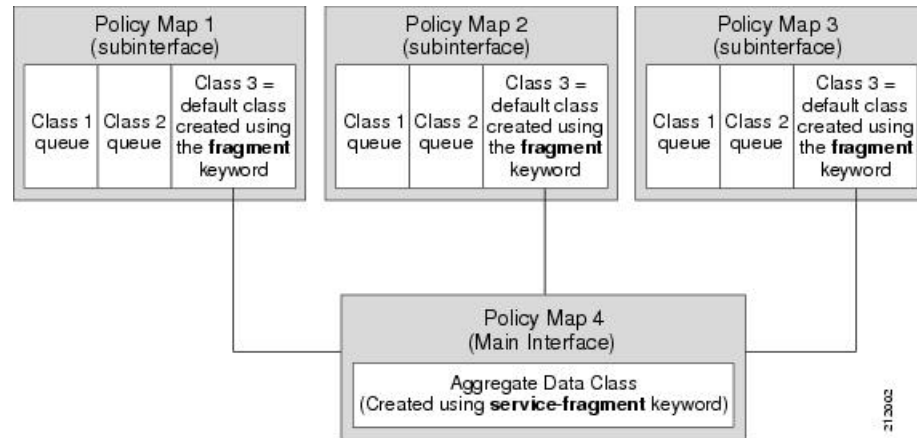 Policy Map 1
(subinterface)
Class 1
queue
Class 2
queue
Class 3 =
default class
created using
the fragment
keyword
Policy Map 2
(subinterface)
Class 1
queue
Class 2
queue
Class 3 =
default class
created using
the fragment
keyword
Policy Map 3
(subinterface)
Class 1
queue
Class 2
queue
Class 3 =
default class
created using
the fragment
keyword
Policy Map 4
(Main Interface)
Aggregate Data Class
(Created using service-fragment keyword)
212002